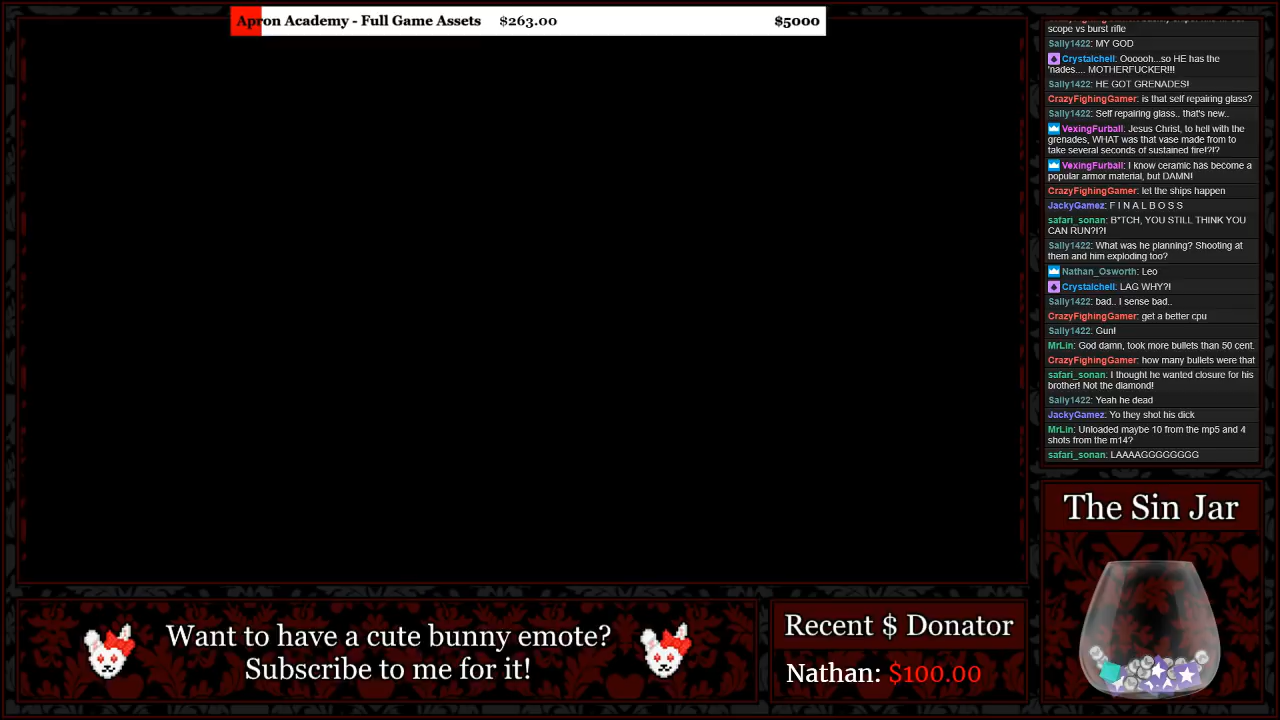 Apron Academy - Full Game Assets $263.00 $5000
scope vs burst rifle
Sally1422: MY GOD
Crystalchell: Oooooh...so HE has the
'nades.... MOTHERFUCKER!!!
Sally1422: HE GOT GRENADES!
CrazyFighingGamer: is that self repairing glass?
Sally1422: Self repairing glass.. that's new..
VexingFurball: Jesus Christ, to hell with the
grenades, WHAT was that vase made from to
take several seconds of sustained fire!?!?
VexingFurball: I know ceramic has become a
popular armor material, but DAMN!
CrazyFighingGamer: let the ships happen
JackyGamez: F I N A L B O S S
safari_sonan: B*TCH, YOU STILL THINK YOU
CAN RUN?!?!
Sally1422: What was he planning? Shooting at
them and him exploding too?
Nathan_Osworth: Leo
Crystalchell: LAG WHY?!
Sally1422: bad.. I sense bad..
CrazyFighingGamer: get a better cpu
Sally1422: Gun!
MrLin: God damn, took more bullets than 50 cent.
CrazyFighingGamer: how many bullets were that
safari_sonan: I thought he wanted closure for his
brother! Not the diamond!
Sally1422: Yeah he dead
JackyGamez: Yo they shot his dick
MrLin: Unloaded maybe 10 from the mp5 and 4
shots from the m14?
safari_sonan: LAAAAGGGGGGGG
The Sin Jar
Want to have a cute bunny emote?
Subscribe to me for it!
Recent $ Donator
Nathan: $100.00